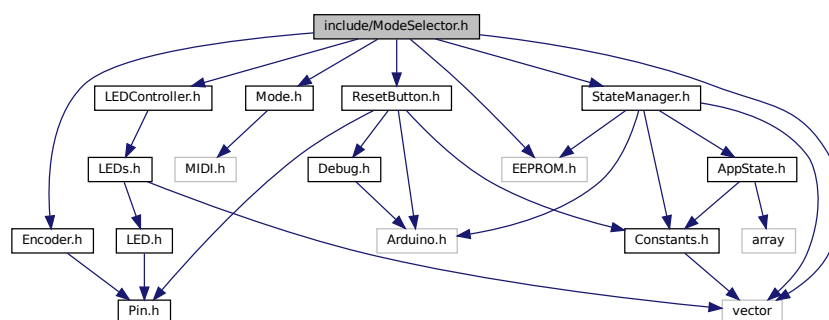 include/ModeSelector.h
LEDController.h
Mode.h
ResetButton.h
StateManager.h
LEDs.h
MIDI.h
Debug.h
EEPROM.h
AppState.h
Encoder.h
LED.h
Arduino.h
Constants.h
array
Pin.h
vector